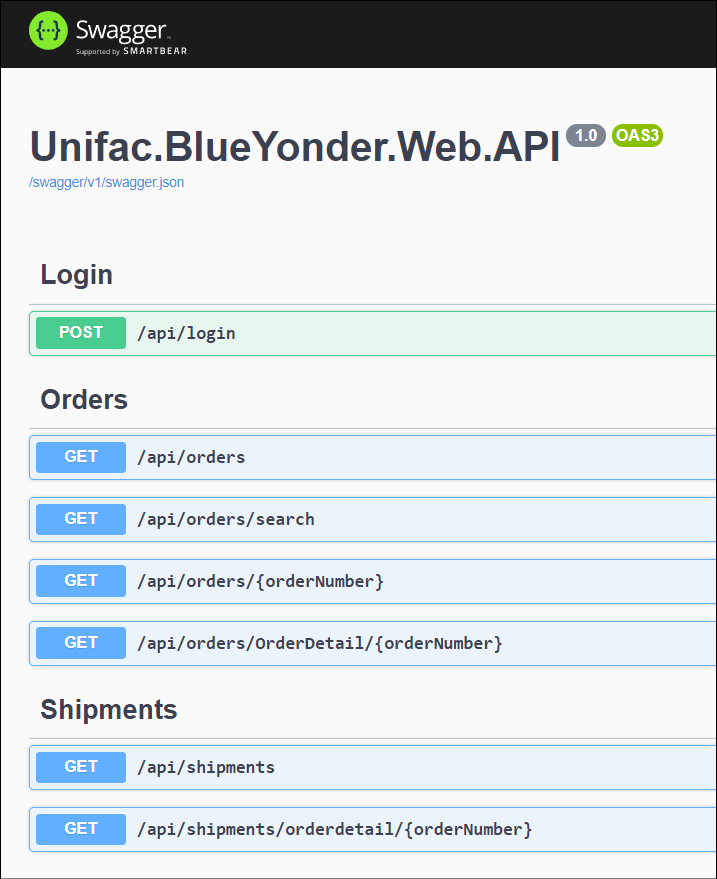 {···} Swagger™
Supported by SMARTBEAR
Unifac.BlueYonder.Web.API 1.0 OAS3
/swagger/v1/swagger.json
Login
POST /api/login
Orders
GET /api/orders
GET /api/orders/search
GET /api/orders/{orderNumber}
GET /api/orders/OrderDetail/{orderNumber}
Shipments
GET /api/shipments
GET /api/shipments/orderdetail/{orderNumber}